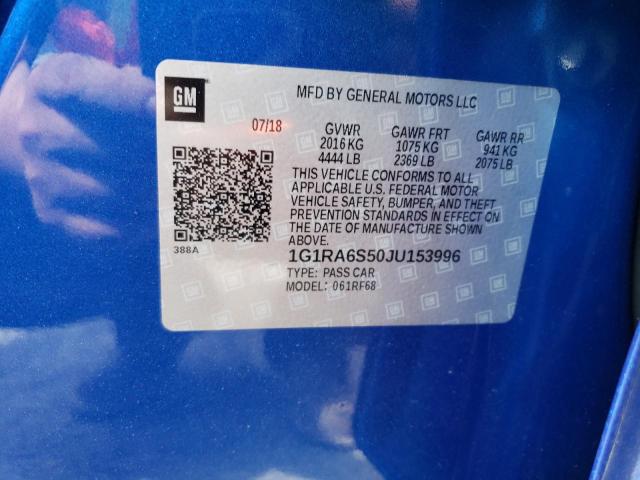 GM
MFD BY GENERAL MOTORS LLC
07/18 GVWR GAWR FRT GAWR RR
2016 KG 1075 KG 941 KG
4444 LB 2369 LB 2075 LB
THIS VEHICLE CONFORMS TO ALL
APPLICABLE U.S. FEDERAL MOTOR
VEHICLE SAFETY, BUMPER, AND THEFT
PREVENTION STANDARDS IN EFFECT ON
THE DATE OF MANUFACTURE SHOWN
ABOVE.
388A
1G1RA6S50JU153996
TYPE: PASS CAR
MODEL: 061RF68